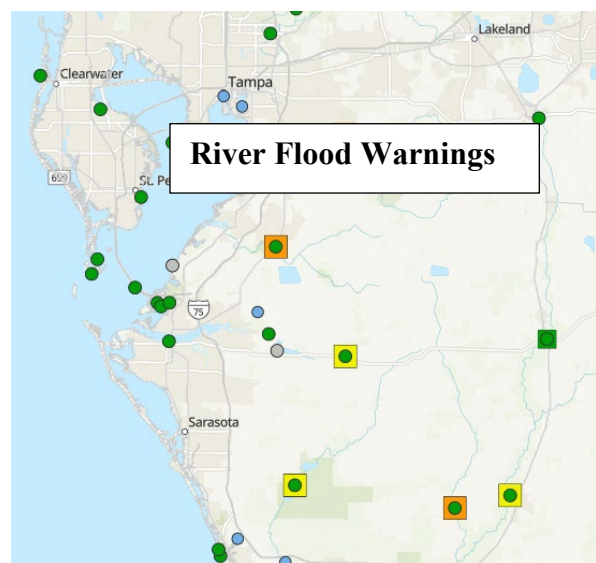 Lakeland
Clearwater
Tampa
River Flood Warnings
699
St. Pe
75
Sarasota